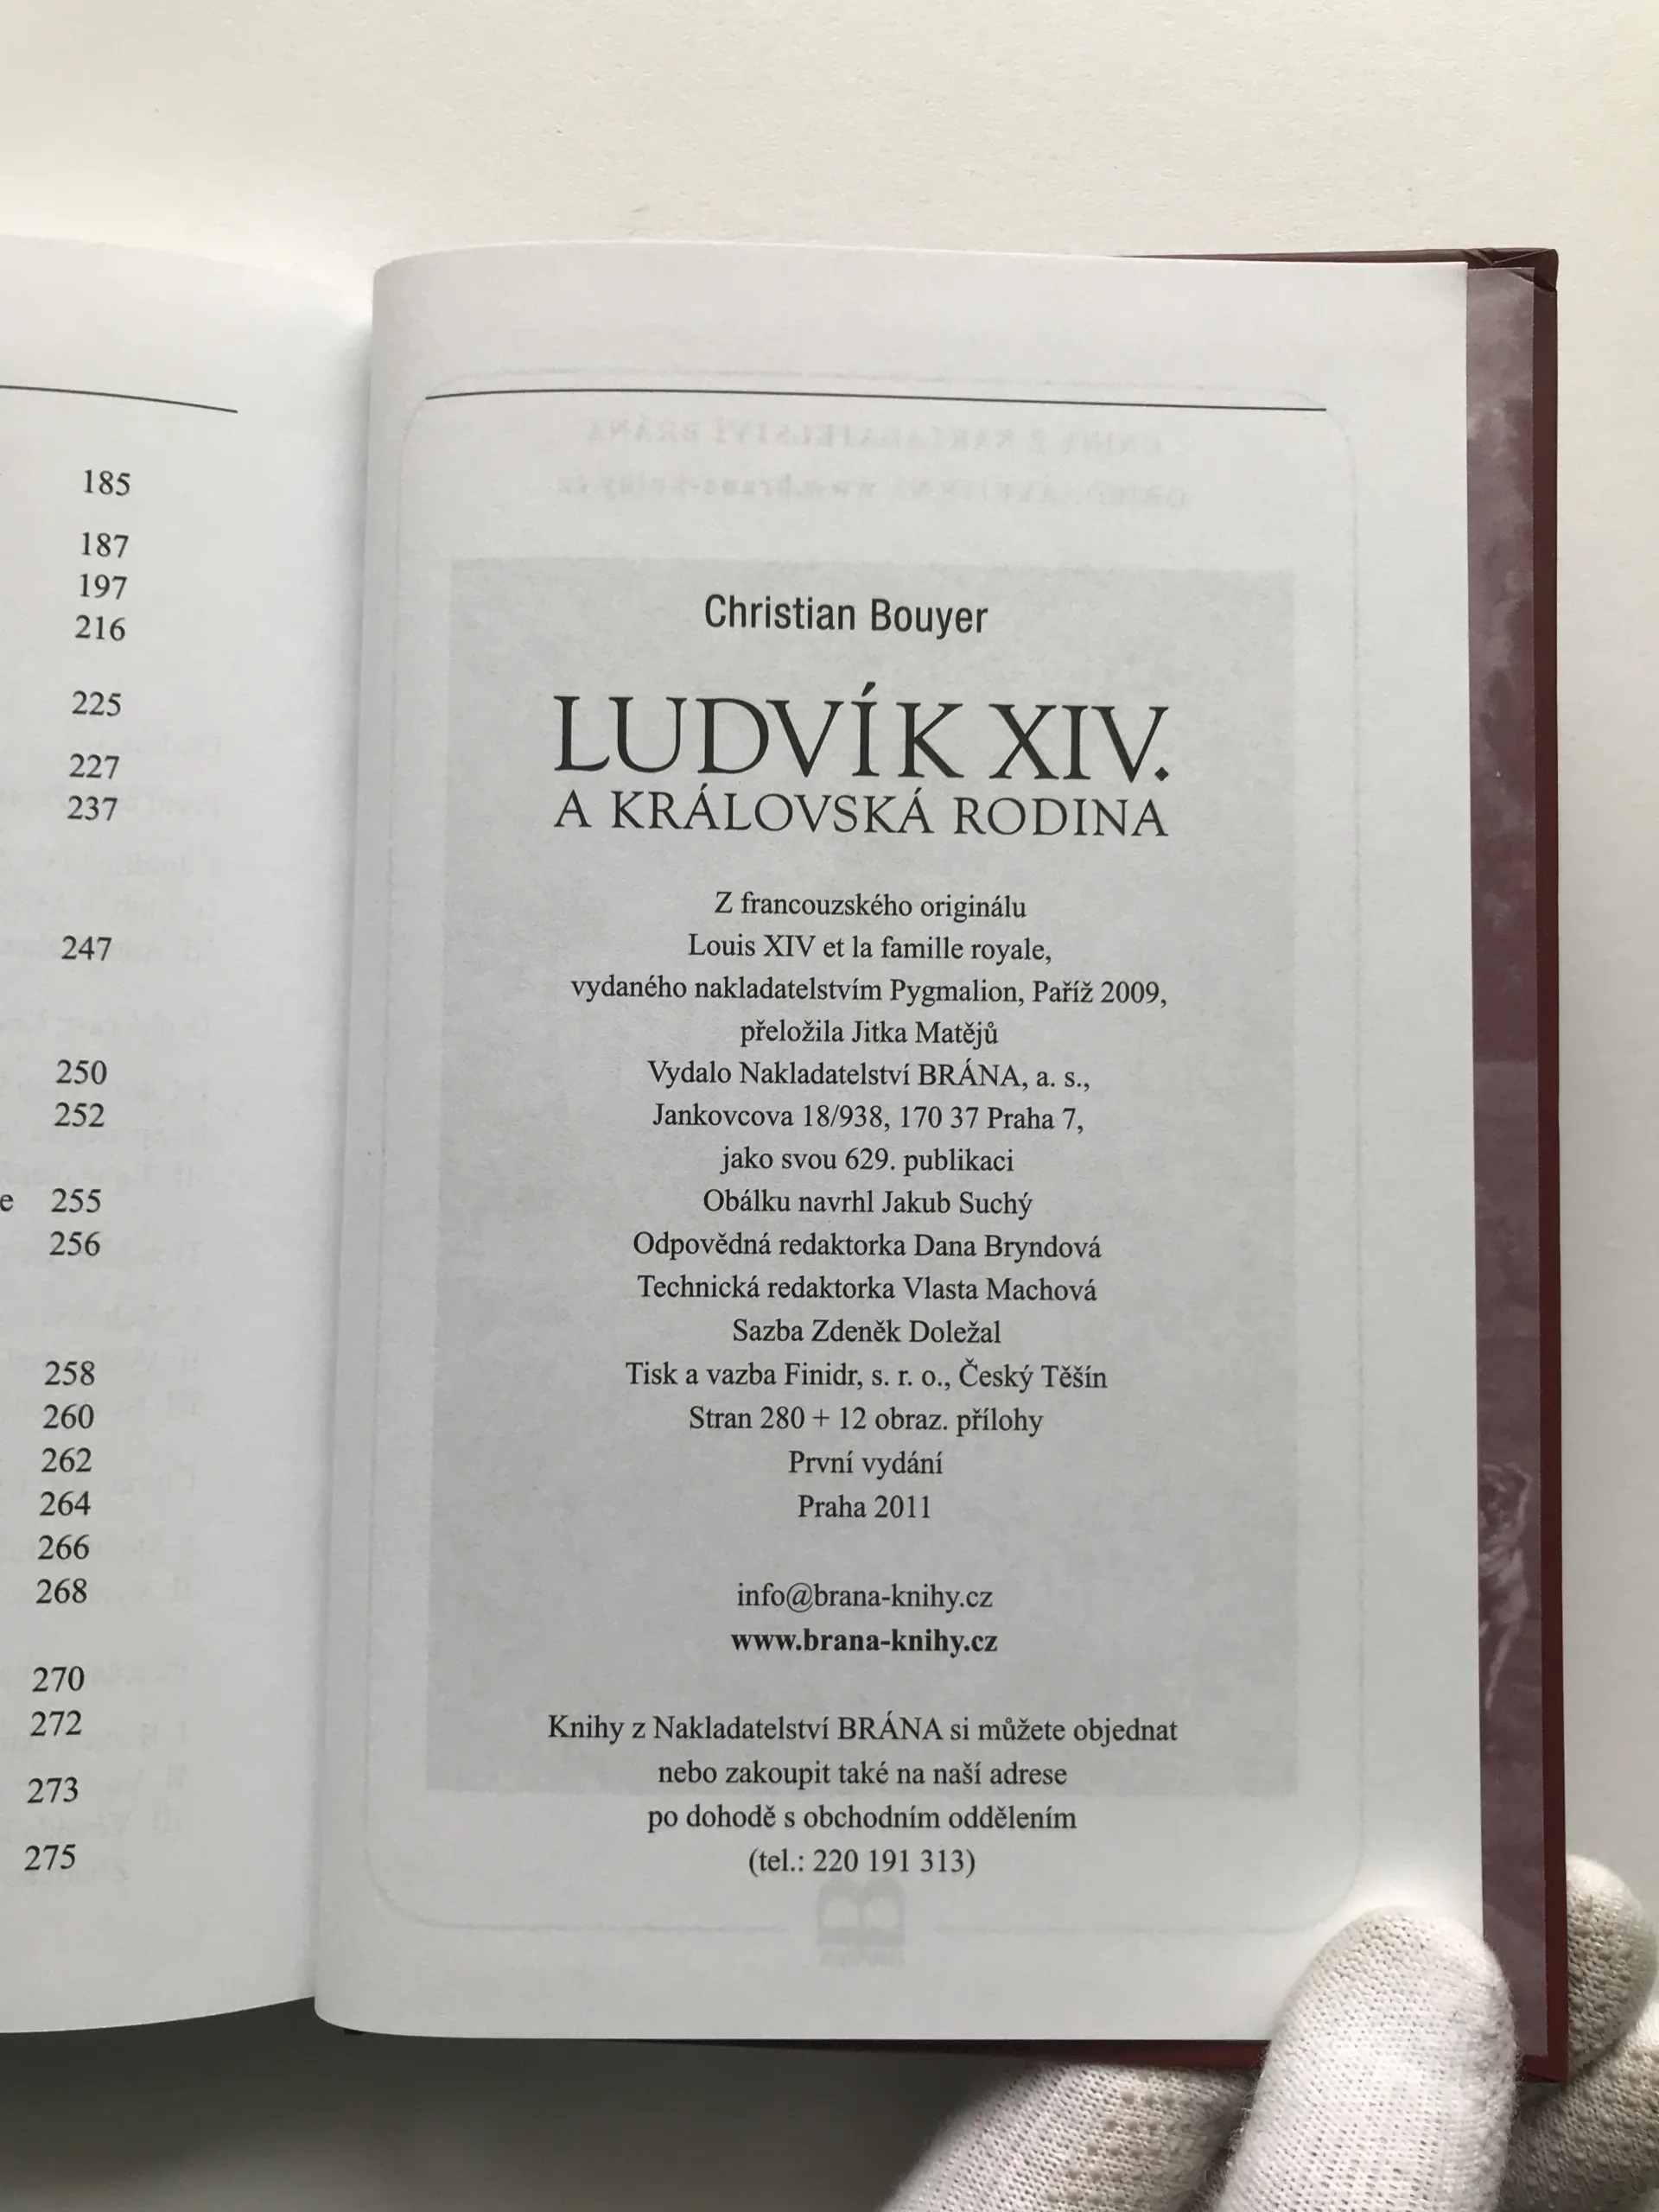 185
187
197
216
225
227
237
247
250
252
e 255
256
258
260
262
264
266
268
270
272
273
275
Christian Bouyer
LUDVÍK XIV.
A KRÁLOVSKÁ RODINA
Z francouzského originálu
Louis XIV et la famille royale,
vydaného nakladatelstvím Pygmalion, Paříž 2009,
přeložila Jitka Matějů
Vydalo Nakladatelství BRÁNA, a. s.,
Jankovcova 18/938, 170 37 Praha 7,
jako svou 629. publikaci
Obálku navrhl Jakub Suchý
Odpovědná redaktorka Dana Bryndová
Technická redaktorka Vlasta Machová
Sazba Zdeněk Doležal
Tisk a vazba Finidr, s. r. o., Český Těšín
Stran 280 + 12 obraz. přílohy
První vydání
Praha 2011
info@brana-knihy.cz
www.brana-knihy.cz
Knihy z Nakladatelství BRÁNA si můžete objednat
nebo zakoupit také na naší adrese
po dohodě s obchodním oddělením
(tel.: 220 191 313)